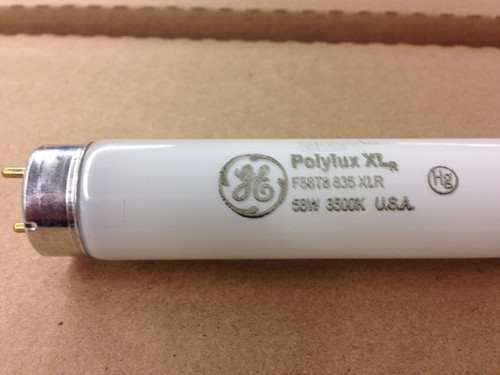 GE
Polylux XLR
F58T8 835 XLR
58W 3500K U.S.A.
Hg